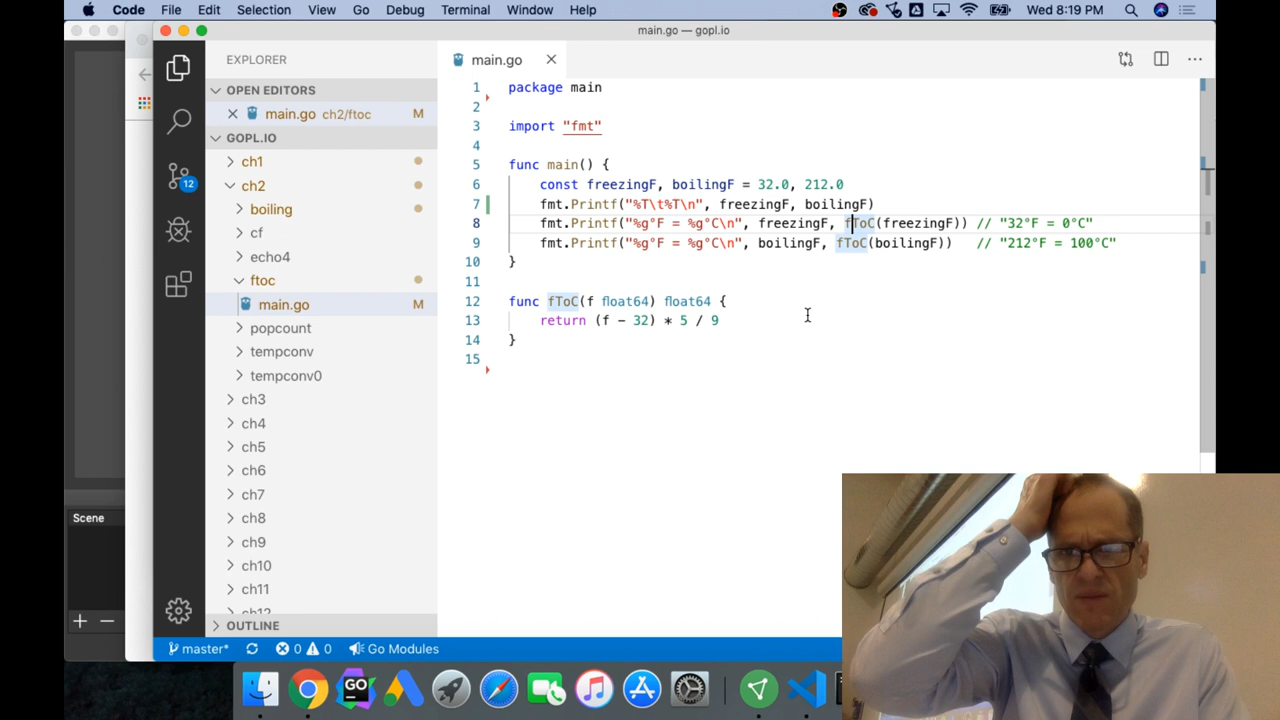 Code File Edit Selection View Go Debug Terminal Window Help Wed 8:19 PM
main.go — gopl.io
EXPLORER
main.go
OPEN EDITORS
main.go ch2/ftoc M
GOPL.IO
ch1
ch2
boiling
cf
echo4
ftoc
main.go M
popcount
tempconv
tempconv0
ch3
ch4
ch5
ch6
ch7
ch8
ch9
ch10
ch11
ch12
OUTLINE
12
1 package main
2
3 import "fmt"
4
5 func main() {
6 const freezingF, boilingF = 32.0, 212.0
7 fmt.Printf("%T\t%T\n", freezingF, boilingF)
8 fmt.Printf("%g°F = %g°C\n", freezingF, fToC(freezingF)) // "32°F = 0°C"
9 fmt.Printf("%g°F = %g°C\n", boilingF, fToC(boilingF)) // "212°F = 100°C"
10 }
11
12 func fToC(f float64) float64 {
13 return (f - 32) * 5 / 9
14 }
15
Scene
master* 0 0 Go Modules
GO